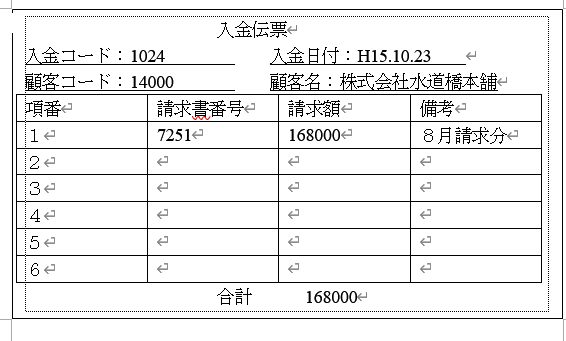 入金伝票
入金コード：1024 入金日付：H15.10.23
顧客コード：14000 顧客名：株式会社水道橋本舗
項番 請求書番号 請求額 備考
１ 7251 168000 ８月請求分
２
３
４
５
６
合計 168000